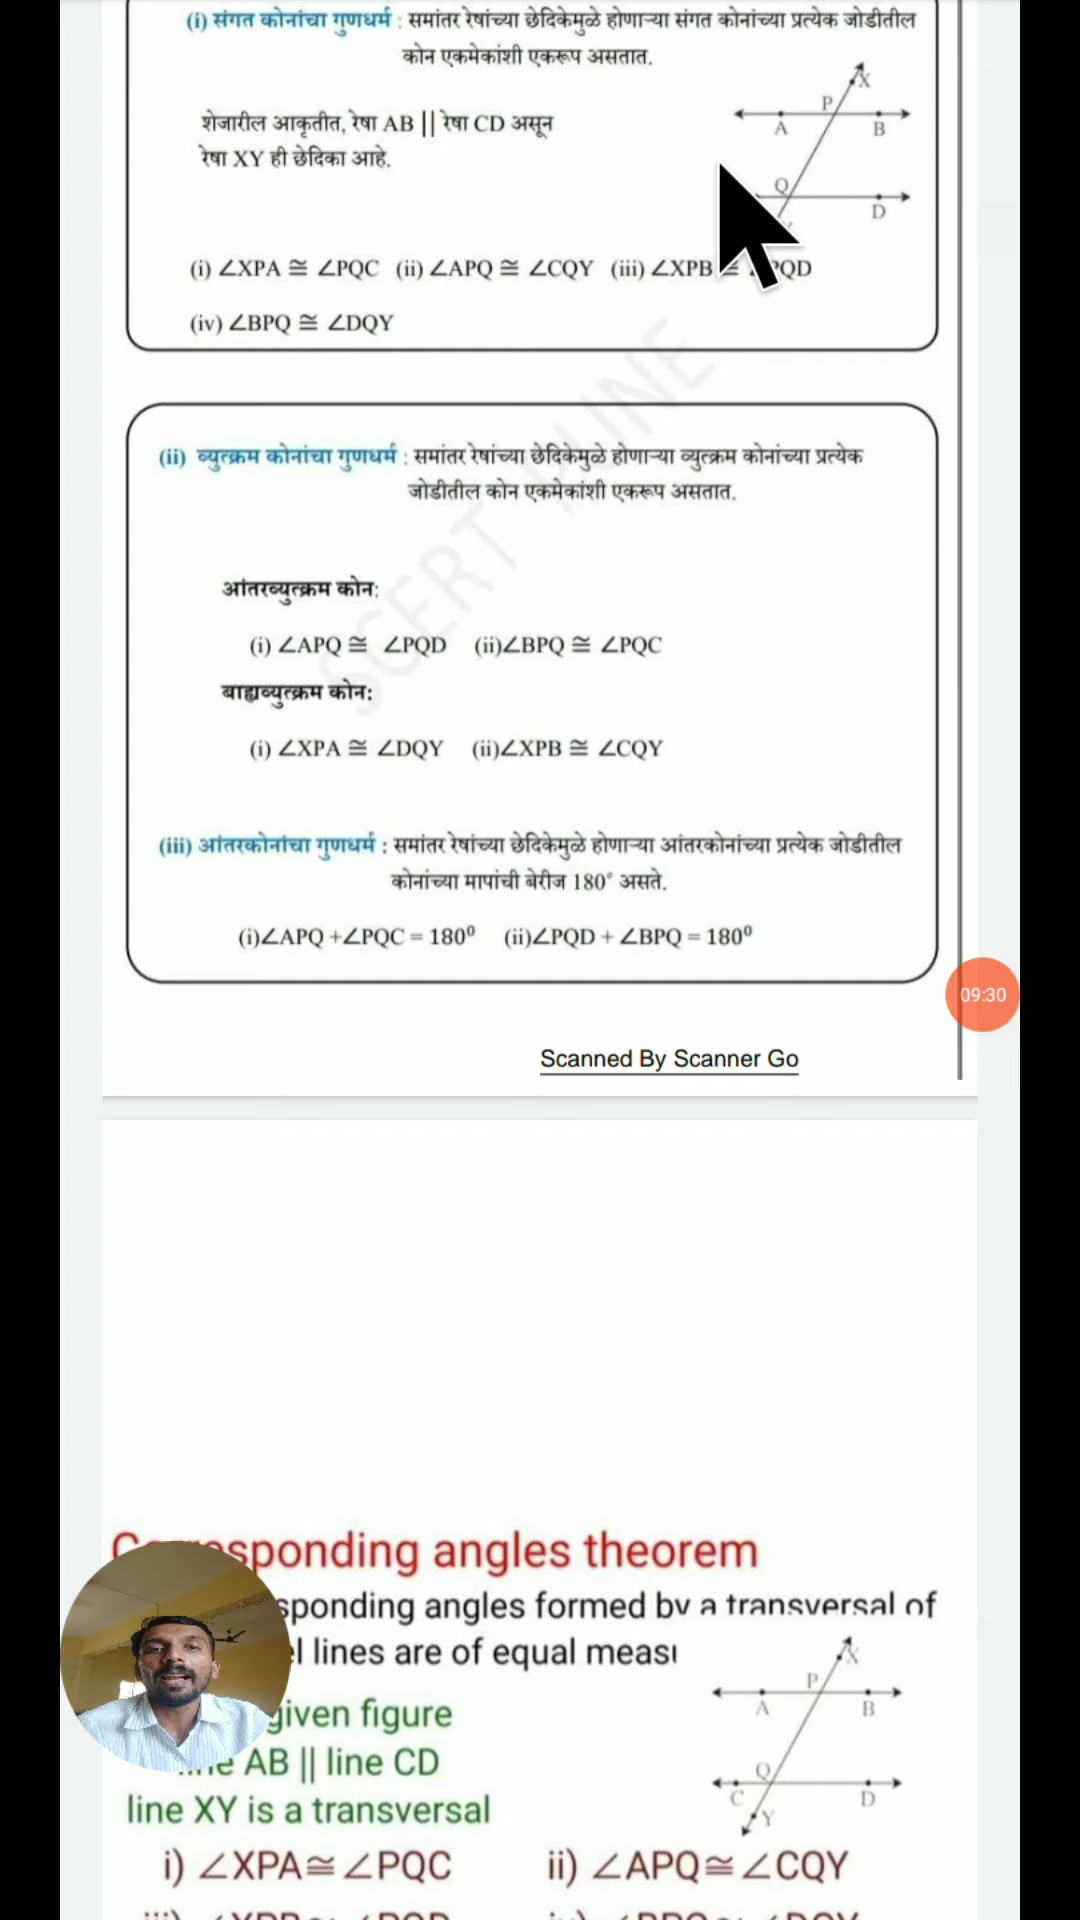 (i) संगत कोनांचा गुणधर्म : समांतर रेषांच्या छेदिकेमुळे होणाऱ्या संगत कोनांच्या प्रत्येक जोडीतील
कोन एकमेकांशी एकरूप असतात.
X
P
A
B
शेजारील आकृतीत, रेषा AB || रेषा CD असून
रेषा XY ही छेदिका आहे.
Q
D
(i) ∠XPA ≅ ∠PQC (ii) ∠APQ ≅ ∠CQY (iii) ∠XPB ≅ PQD
(iv) ∠BPQ ≅ ∠DQY
SCERT PUNE
(ii) व्युत्क्रम कोनांचा गुणधर्म : समांतर रेषांच्या छेदिकेमुळे होणाऱ्या व्युत्क्रम कोनांच्या प्रत्येक
जोडीतील कोन एकमेकांशी एकरूप असतात.
आंतरव्युत्क्रम कोन:
(i) ∠APQ ≅ ∠PQD (ii)∠BPQ ≅ ∠PQC
बाह्यव्युत्क्रम कोन:
(i) ∠XPA ≅ ∠DQY (ii)∠XPB ≅ ∠CQY
(iii) आंतरकोनांचा गुणधर्म : समांतर रेषांच्या छेदिकेमुळे होणाऱ्या आंतरकोनांच्या प्रत्येक जोडीतील
कोनांच्या मापांची बेरीज 180° असते.
(i)∠APQ +∠PQC = 180⁰ (ii)∠PQD + ∠BPQ = 180⁰
09:30
Scanned By Scanner Go
Corresponding angles theorem
sponding angles formed by a transversal of
l lines are of equal meas
X
P
A
B
given figure
line AB || line CD
Q
C
D
Y
line XY is a transversal
i) ∠XPA≅∠PQC ii) ∠APQ≅∠CQY